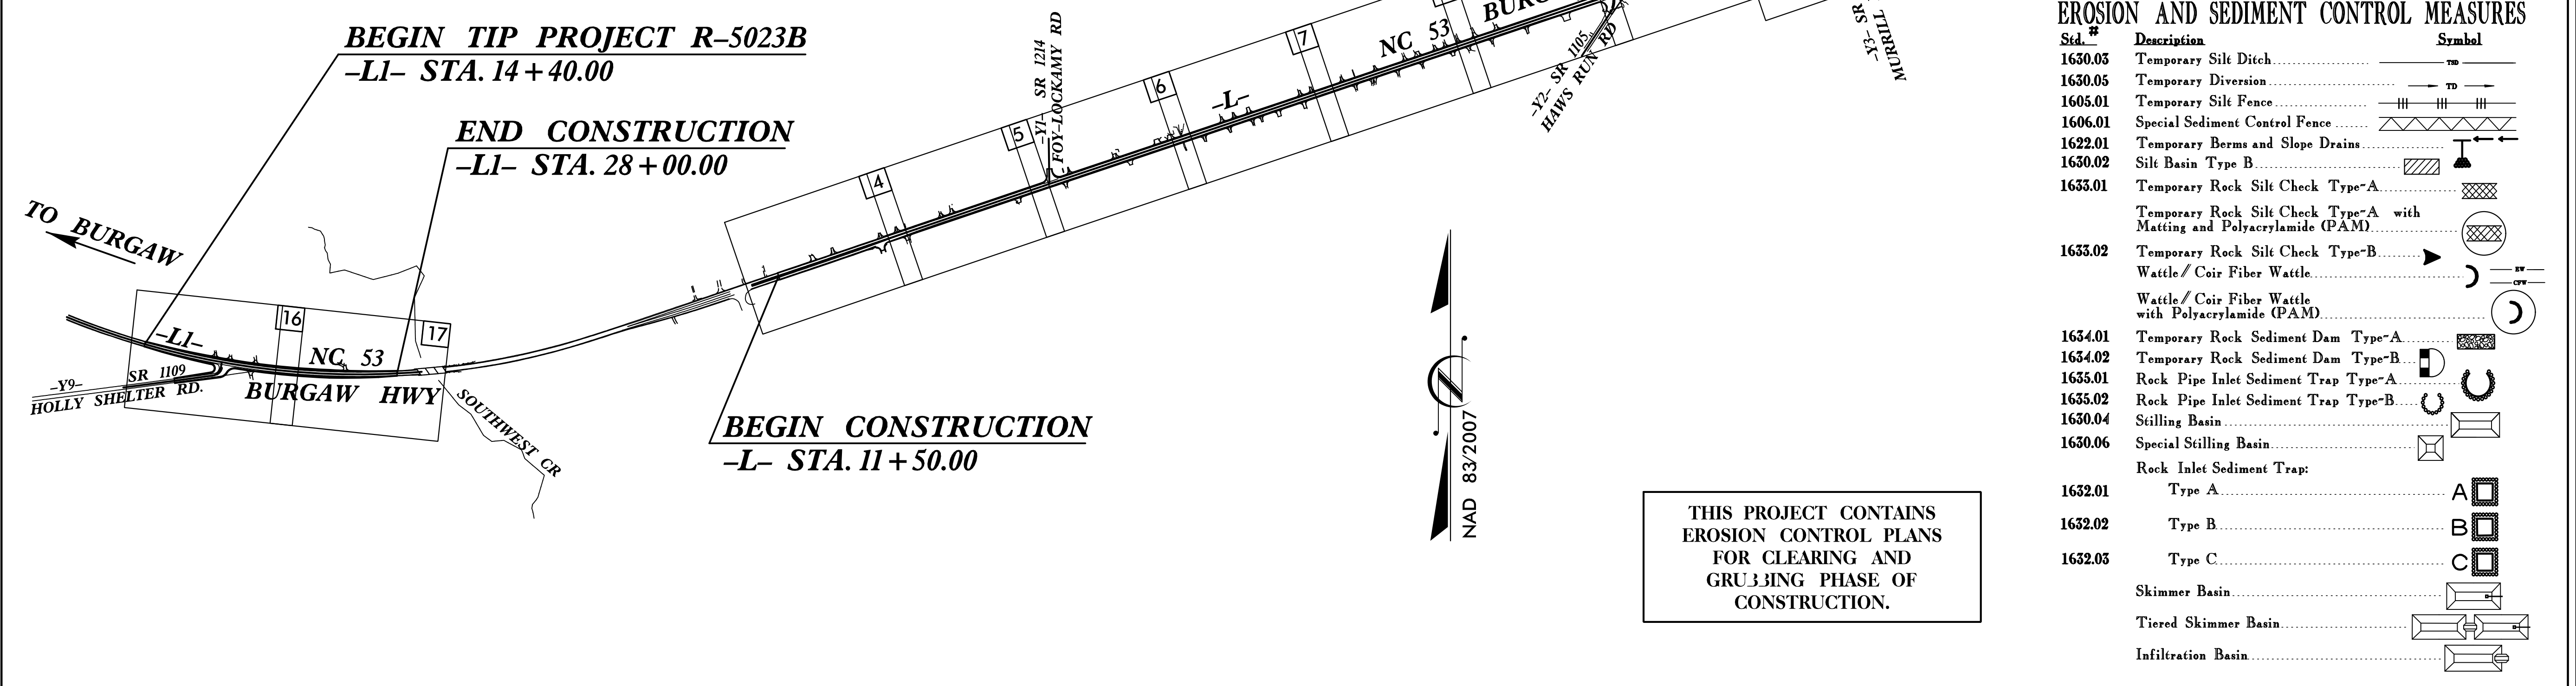 BEGIN TIP PROJECT R–5023B
–L1– STA. 14+40.00
END CONSTRUCTION
–L1– STA. 28+00.00
TO BURGAW
–L1–
16
17
NC 53
BURGAW HWY
–Y9–
SR 1109
HOLLY SHELTER RD.
SOUTHWEST CR
BEGIN CONSTRUCTION
–L– STA. 11+50.00
4
5
6
7
–Y1– SR 1214
FOY–LOCKAMY RD
–L–
NC 53
–Y2– SR 1105
HAWS RUN RD
–Y3– SR
NAD 83/2007
THIS PROJECT CONTAINS
EROSION CONTROL PLANS
FOR CLEARING AND
GRUBBING PHASE OF
CONSTRUCTION.
EROSION AND SEDIMENT CONTROL MEASURES
Std. # Description Symbol
1630.03 Temporary Silt Ditch TSD
1630.05 Temporary Diversion TD
1605.01 Temporary Silt Fence
1606.01 Special Sediment Control Fence
1622.01 Temporary Berms and Slope Drains
1630.02 Silt Basin Type B
1633.01 Temporary Rock Silt Check Type-A
Temporary Rock Silt Check Type-A with
Matting and Polyacrylamide (PAM)
1633.02 Temporary Rock Silt Check Type-B
Wattle/Coir Fiber Wattle EW
CFW
Wattle/Coir Fiber Wattle
with Polyacrylamide (PAM)
1634.01 Temporary Rock Sediment Dam Type-A
1634.02 Temporary Rock Sediment Dam Type-B
1635.01 Rock Pipe Inlet Sediment Trap Type-A
1635.02 Rock Pipe Inlet Sediment Trap Type-B
1630.04 Stilling Basin
1630.06 Special Stilling Basin
Rock Inlet Sediment Trap:
1632.01 Type A A
1632.02 Type B B
1632.03 Type C C
Skimmer Basin
Tiered Skimmer Basin
Infiltration Basin